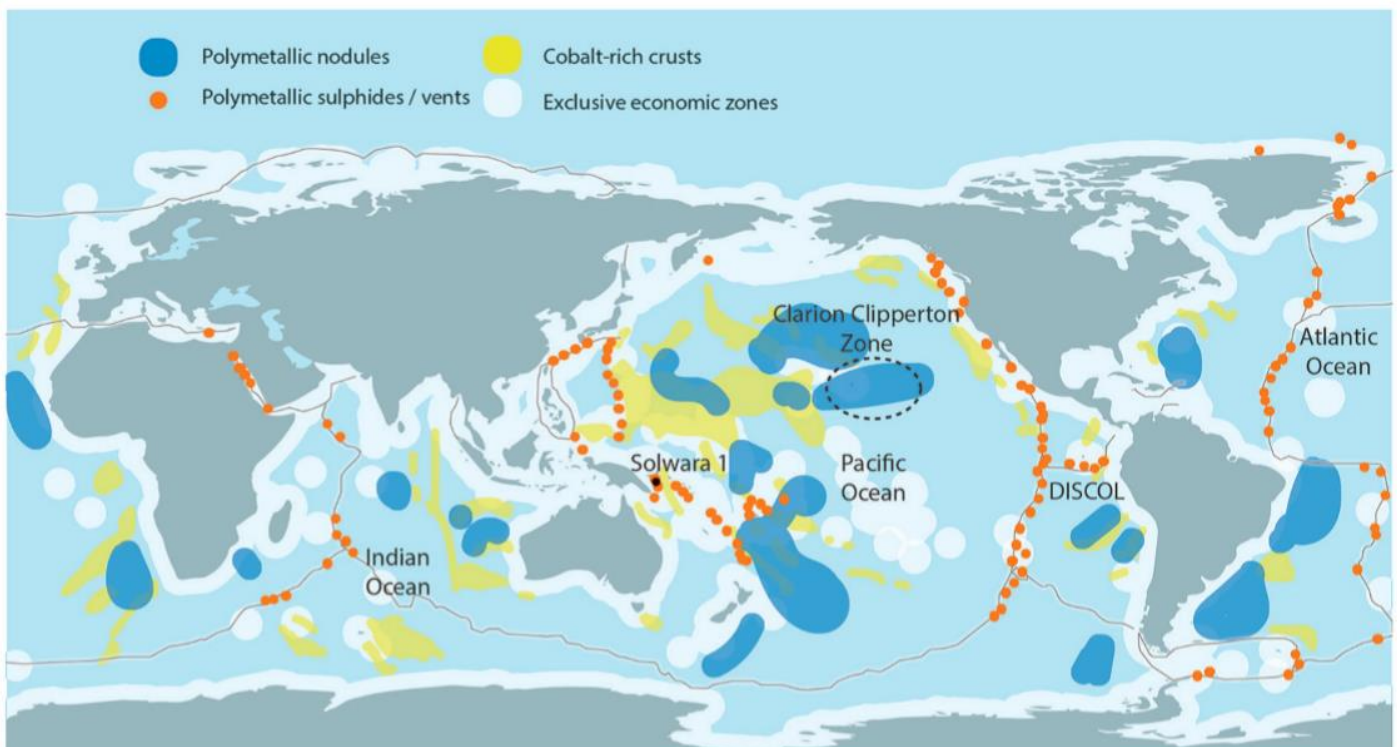 Polymetallic nodules
Cobalt-rich crusts
Polymetallic sulphides / vents
Exclusive economic zones
Clarion Clipperton
Zone
Atlantic
Ocean
Solwara 1
Pacific
Ocean
DISCOL
Indian
Ocean